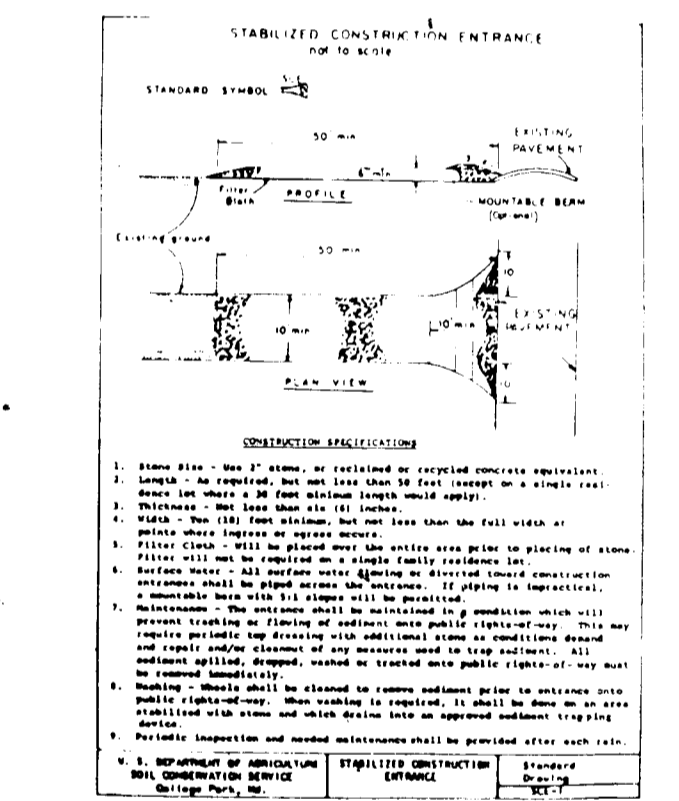 STABILIZED CONSTRUCTION ENTRANCE
not to scale
STANDARD SYMBOL
SCE
50' min
EXISTING
PAVEMENT
6" min
Filter
Cloth
PROFILE
MOUNTABLE BERM
(Optional)
Existing ground
50' min
10'
10' min
10' min
EXISTING
PAVEMENT
10'
PLAN VIEW
CONSTRUCTION SPECIFICATIONS
1. Stone Size - Use 2" stone, or reclaimed or recycled concrete equivalent.
2. Length - As required, but not less than 50 feet (except on a single resi-
dence lot where a 30 foot minimum length would apply).
3. Thickness - Not less than six (6) inches.
4. Width - Ten (10) foot minimum, but not less than the full width at
points where ingress or egress occurs.
5. Filter Cloth - Will be placed over the entire area prior to placing of stone.
Filter will not be required on a single family residence lot.
6. Surface Water - All surface water flowing or diverted toward construction
entrances shall be piped across the entrance. If piping is impractical,
a mountable berm with 5:1 slopes will be permitted.
7. Maintenance - The entrance shall be maintained in a condition which will
prevent tracking or flowing of sediment onto public rights-of-way. This may
require periodic top dressing with additional stone as conditions demand
and repair and/or cleanout of any measures used to trap sediment. All
sediment spilled, dropped, washed or tracked onto public rights-of-way must
be removed immediately.
8. Washing - Wheels shall be cleaned to remove sediment prior to entrance onto
public rights-of-way. When washing is required, it shall be done on an area
stabilized with stone and which drains into an approved sediment trapping
device.
9. Periodic inspection and needed maintenance shall be provided after each rain.
U. S. DEPARTMENT OF AGRICULTURE
SOIL CONSERVATION SERVICE
College Park, Md.
STABILIZED CONSTRUCTION
ENTRANCE
Standard
Drawing
SCE-1